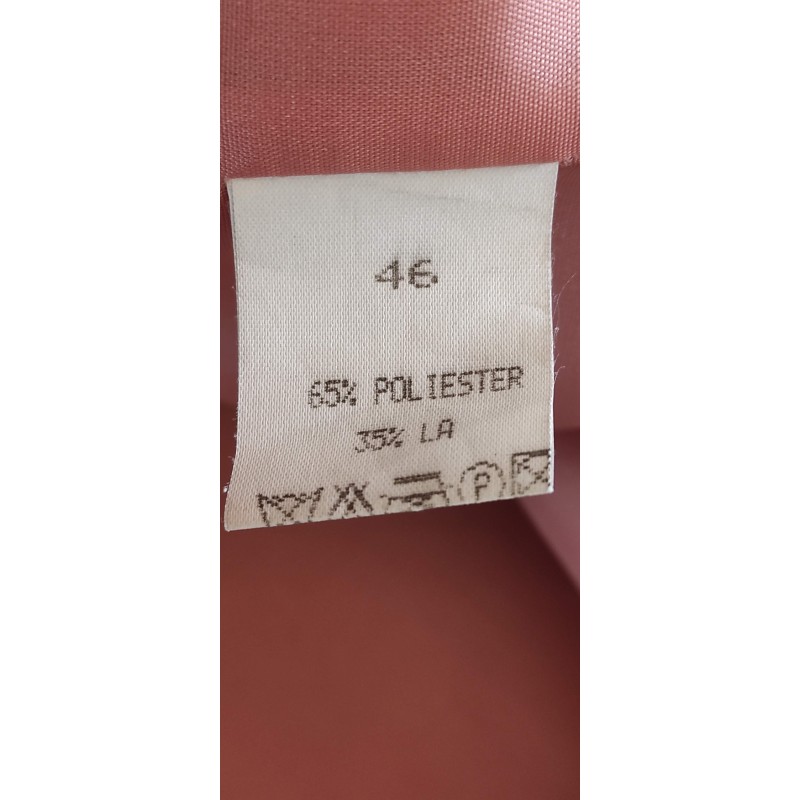 46
65% POLIESTER
35% LA
P